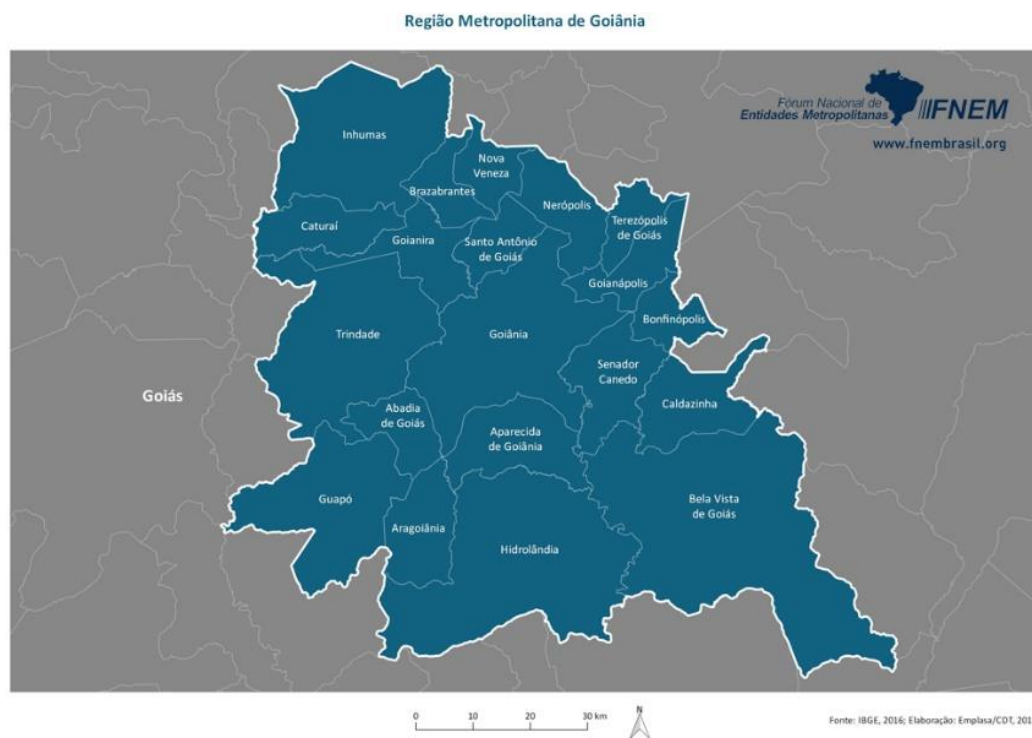 Região Metropolitana de Goiânia
Fórum Nacional de
Entidades Metropolitanas
FNEM
www.fnembrasil.org
Inhumas
Nova
Veneza
Brazabrantes
Nerópolis
Terezópolis
de Goiás
Caturaí
Goianira
Santo Antônio
de Goiás
Goianápolis
Bonfinópolis
Trindade
Goiânia
Senador
Canedo
Goiás
Caldazinha
Abadia
de Goiás
Aparecida
de Goiânia
Guapó
Bela Vista
de Goiás
Aragoiânia
Hidrolândia
0 10 20 30 km
N
Fonte: IBGE, 2016; Elaboração: Emplasa/CDT, 201